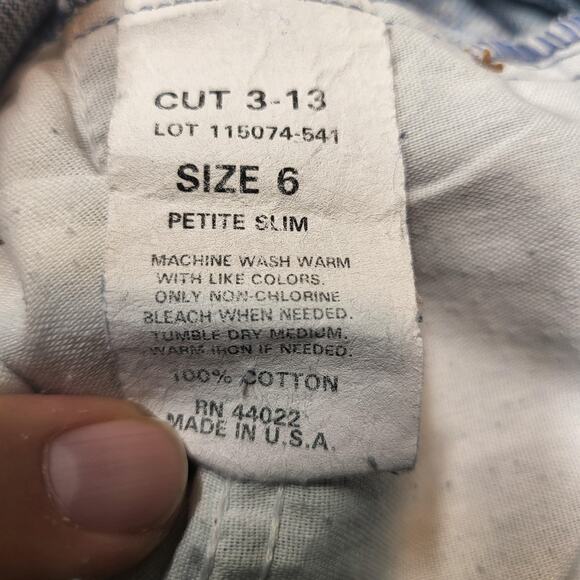 CUT 3-13
LOT 115074-541
SIZE 6
PETITE SLIM
MACHINE WASH WARM
WITH LIKE COLORS.
ONLY NON-CHLORINE
BLEACH WHEN NEEDED.
TUMBLE DRY MEDIUM.
WARM IRON IF NEEDED.
100% COTTON
RN 44022
MADE IN U.S.A.